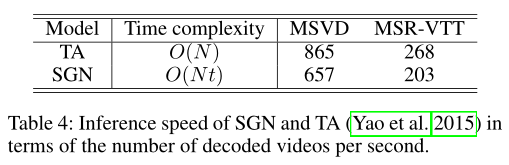 Model Time complexity MSVD MSR-VTT
TA O(N) 865 268
SGN O(Nt) 657 203
Table 4: Inference speed of SGN and TA (Yao et al. 2015) in
terms of the number of decoded videos per second.